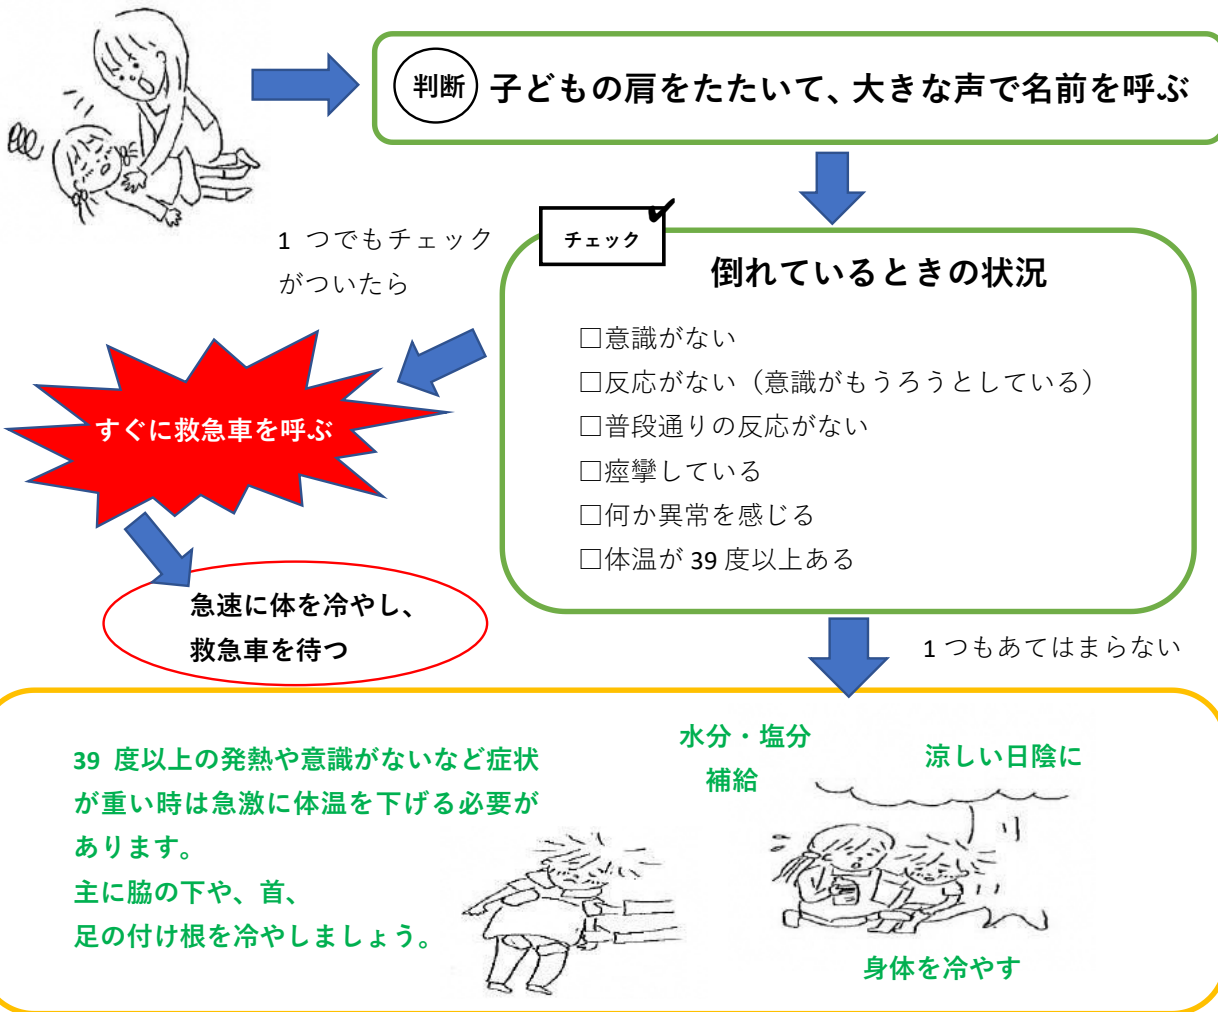 判断 子どもの肩をたたいて、大きな声で名前を呼ぶ
チェック
倒れているときの状況
□意識がない
□反応がない（意識がもうろうとしている）
□普段通りの反応がない
□痙攣している
□何か異常を感じる
□体温が 39 度以上ある
1 つでもチェック
がついたら
すぐに救急車を呼ぶ
急速に体を冷やし、
救急車を待つ
1 つもあてはまらない
39 度以上の発熱や意識がないなど症状
が重い時は急激に体温を下げる必要が
あります。
主に脇の下や、首、
足の付け根を冷やしましょう。
水分・塩分
補給
涼しい日陰に
身体を冷やす